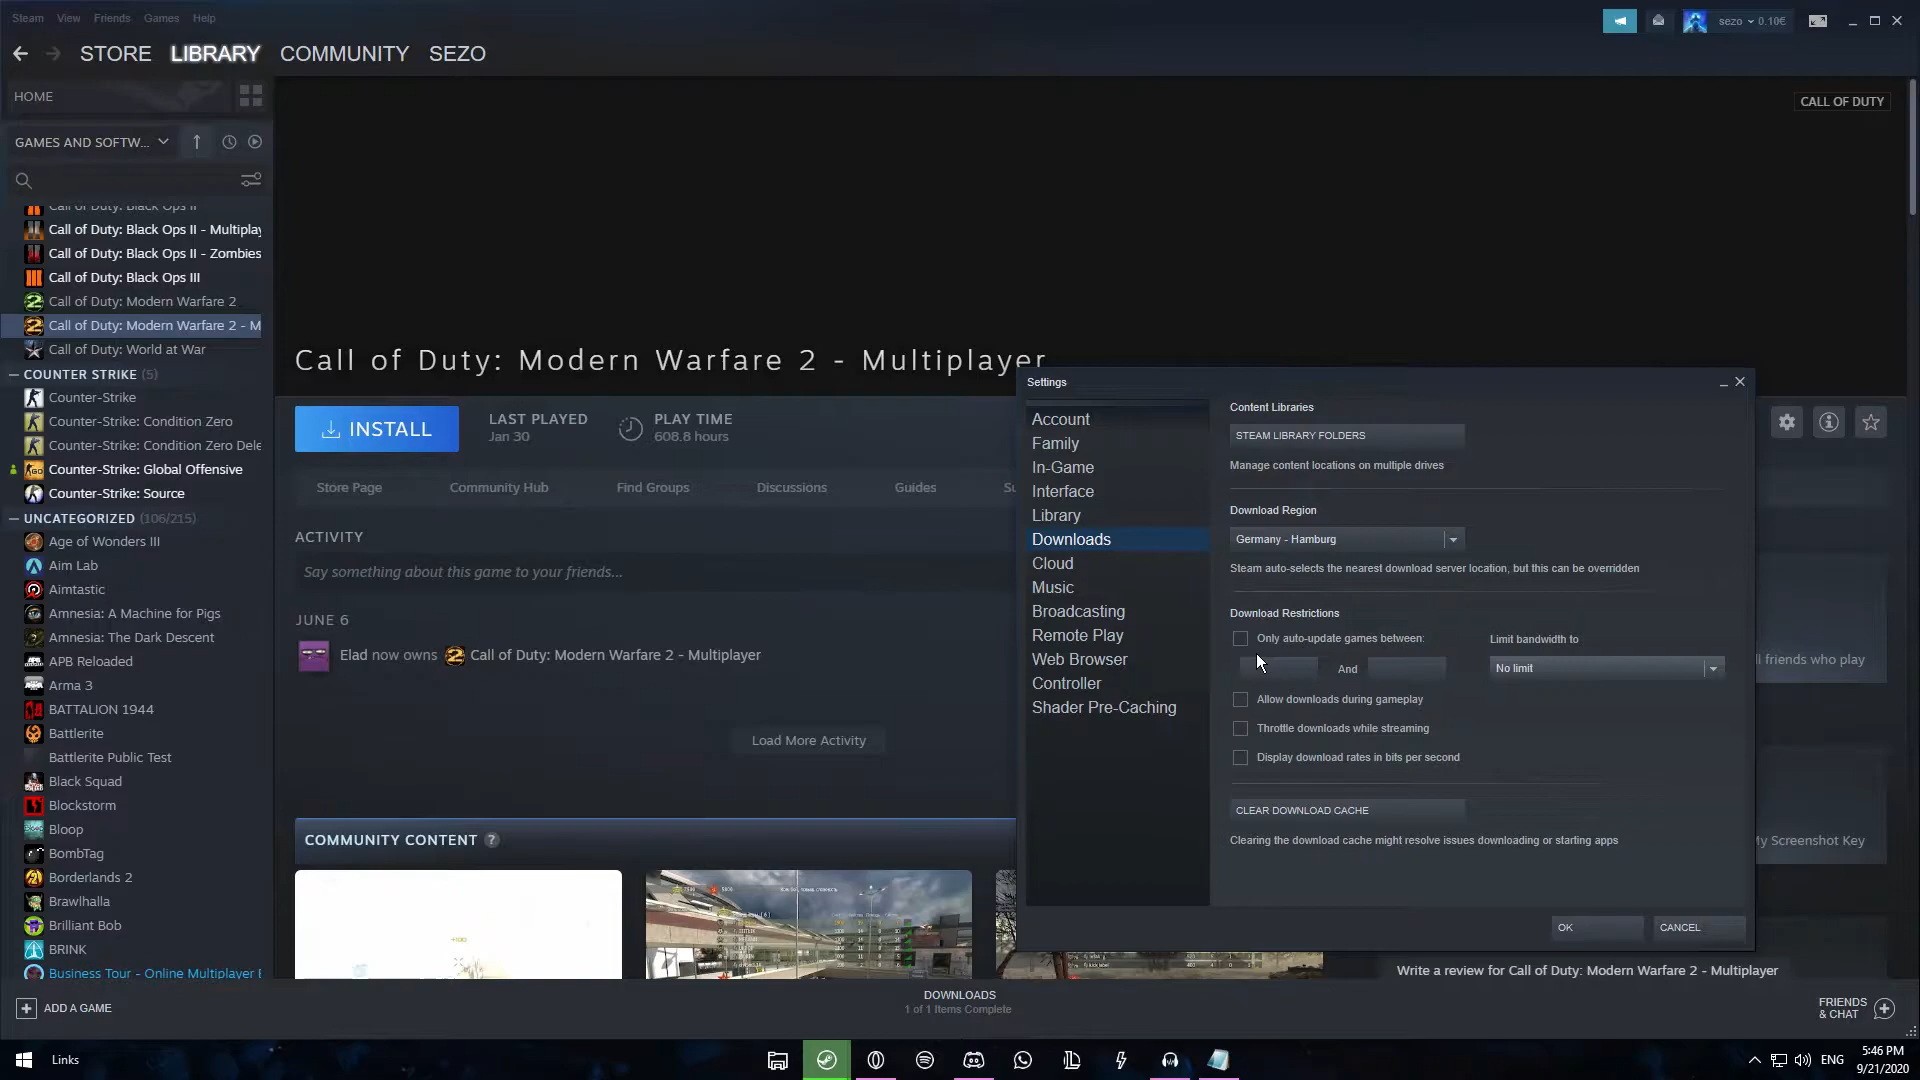 Steam View Friends Games Help
sezo 0.10€
STORE LIBRARY COMMUNITY SEZO
HOME
CALL OF DUTY
GAMES AND SOFTW...
Call of Duty: Black Ops II
Call of Duty: Black Ops II - Multiplay
Call of Duty: Black Ops II - Zombies
Call of Duty: Black Ops III
Call of Duty: Modern Warfare 2
Call of Duty: Modern Warfare 2 - M
Call of Duty: World at War
COUNTER STRIKE (5)
Counter-Strike
Counter-Strike: Condition Zero
Counter-Strike: Condition Zero Dele
Counter-Strike: Global Offensive
Counter-Strike: Source
UNCATEGORIZED (106/215)
Age of Wonders III
Aim Lab
Aimtastic
Amnesia: A Machine for Pigs
Amnesia: The Dark Descent
APB Reloaded
Arma 3
BATTALION 1944
Battlerite
Battlerite Public Test
Black Squad
Blockstorm
Bloop
BombTag
Borderlands 2
Brawlhalla
Brilliant Bob
BRINK
Business Tour - Online Multiplayer
ADD A GAME
Call of Duty: Modern Warfare 2 - Multiplayer
INSTALL
LAST PLAYED
Jan 30
PLAY TIME
608.8 hours
Store Page Community Hub Find Groups Discussions Guides Su
ACTIVITY
Say something about this game to your friends...
JUNE 6
Elad now owns Call of Duty: Modern Warfare 2 - Multiplayer
Load More Activity
COMMUNITY CONTENT ?
+100
Settings
Account
Family
In-Game
Interface
Library
Downloads
Cloud
Music
Broadcasting
Remote Play
Web Browser
Controller
Shader Pre-Caching
Content Libraries
STEAM LIBRARY FOLDERS
Manage content locations on multiple drives
Download Region
Germany - Hamburg
Steam auto-selects the nearest download server location, but this can be overridden
Download Restrictions
Only auto-update games between:
And
Limit bandwidth to
No limit
Allow downloads during gameplay
Throttle downloads while streaming
Display download rates in bits per second
CLEAR DOWNLOAD CACHE
Clearing the download cache might resolve issues downloading or starting apps
OK CANCEL
ll friends who play
My Screenshot Key
Write a review for Call of Duty: Modern Warfare 2 - Multiplayer
DOWNLOADS
1 of 1 Items Complete
FRIENDS
& CHAT
Links
ENG
5:46 PM
9/21/2020